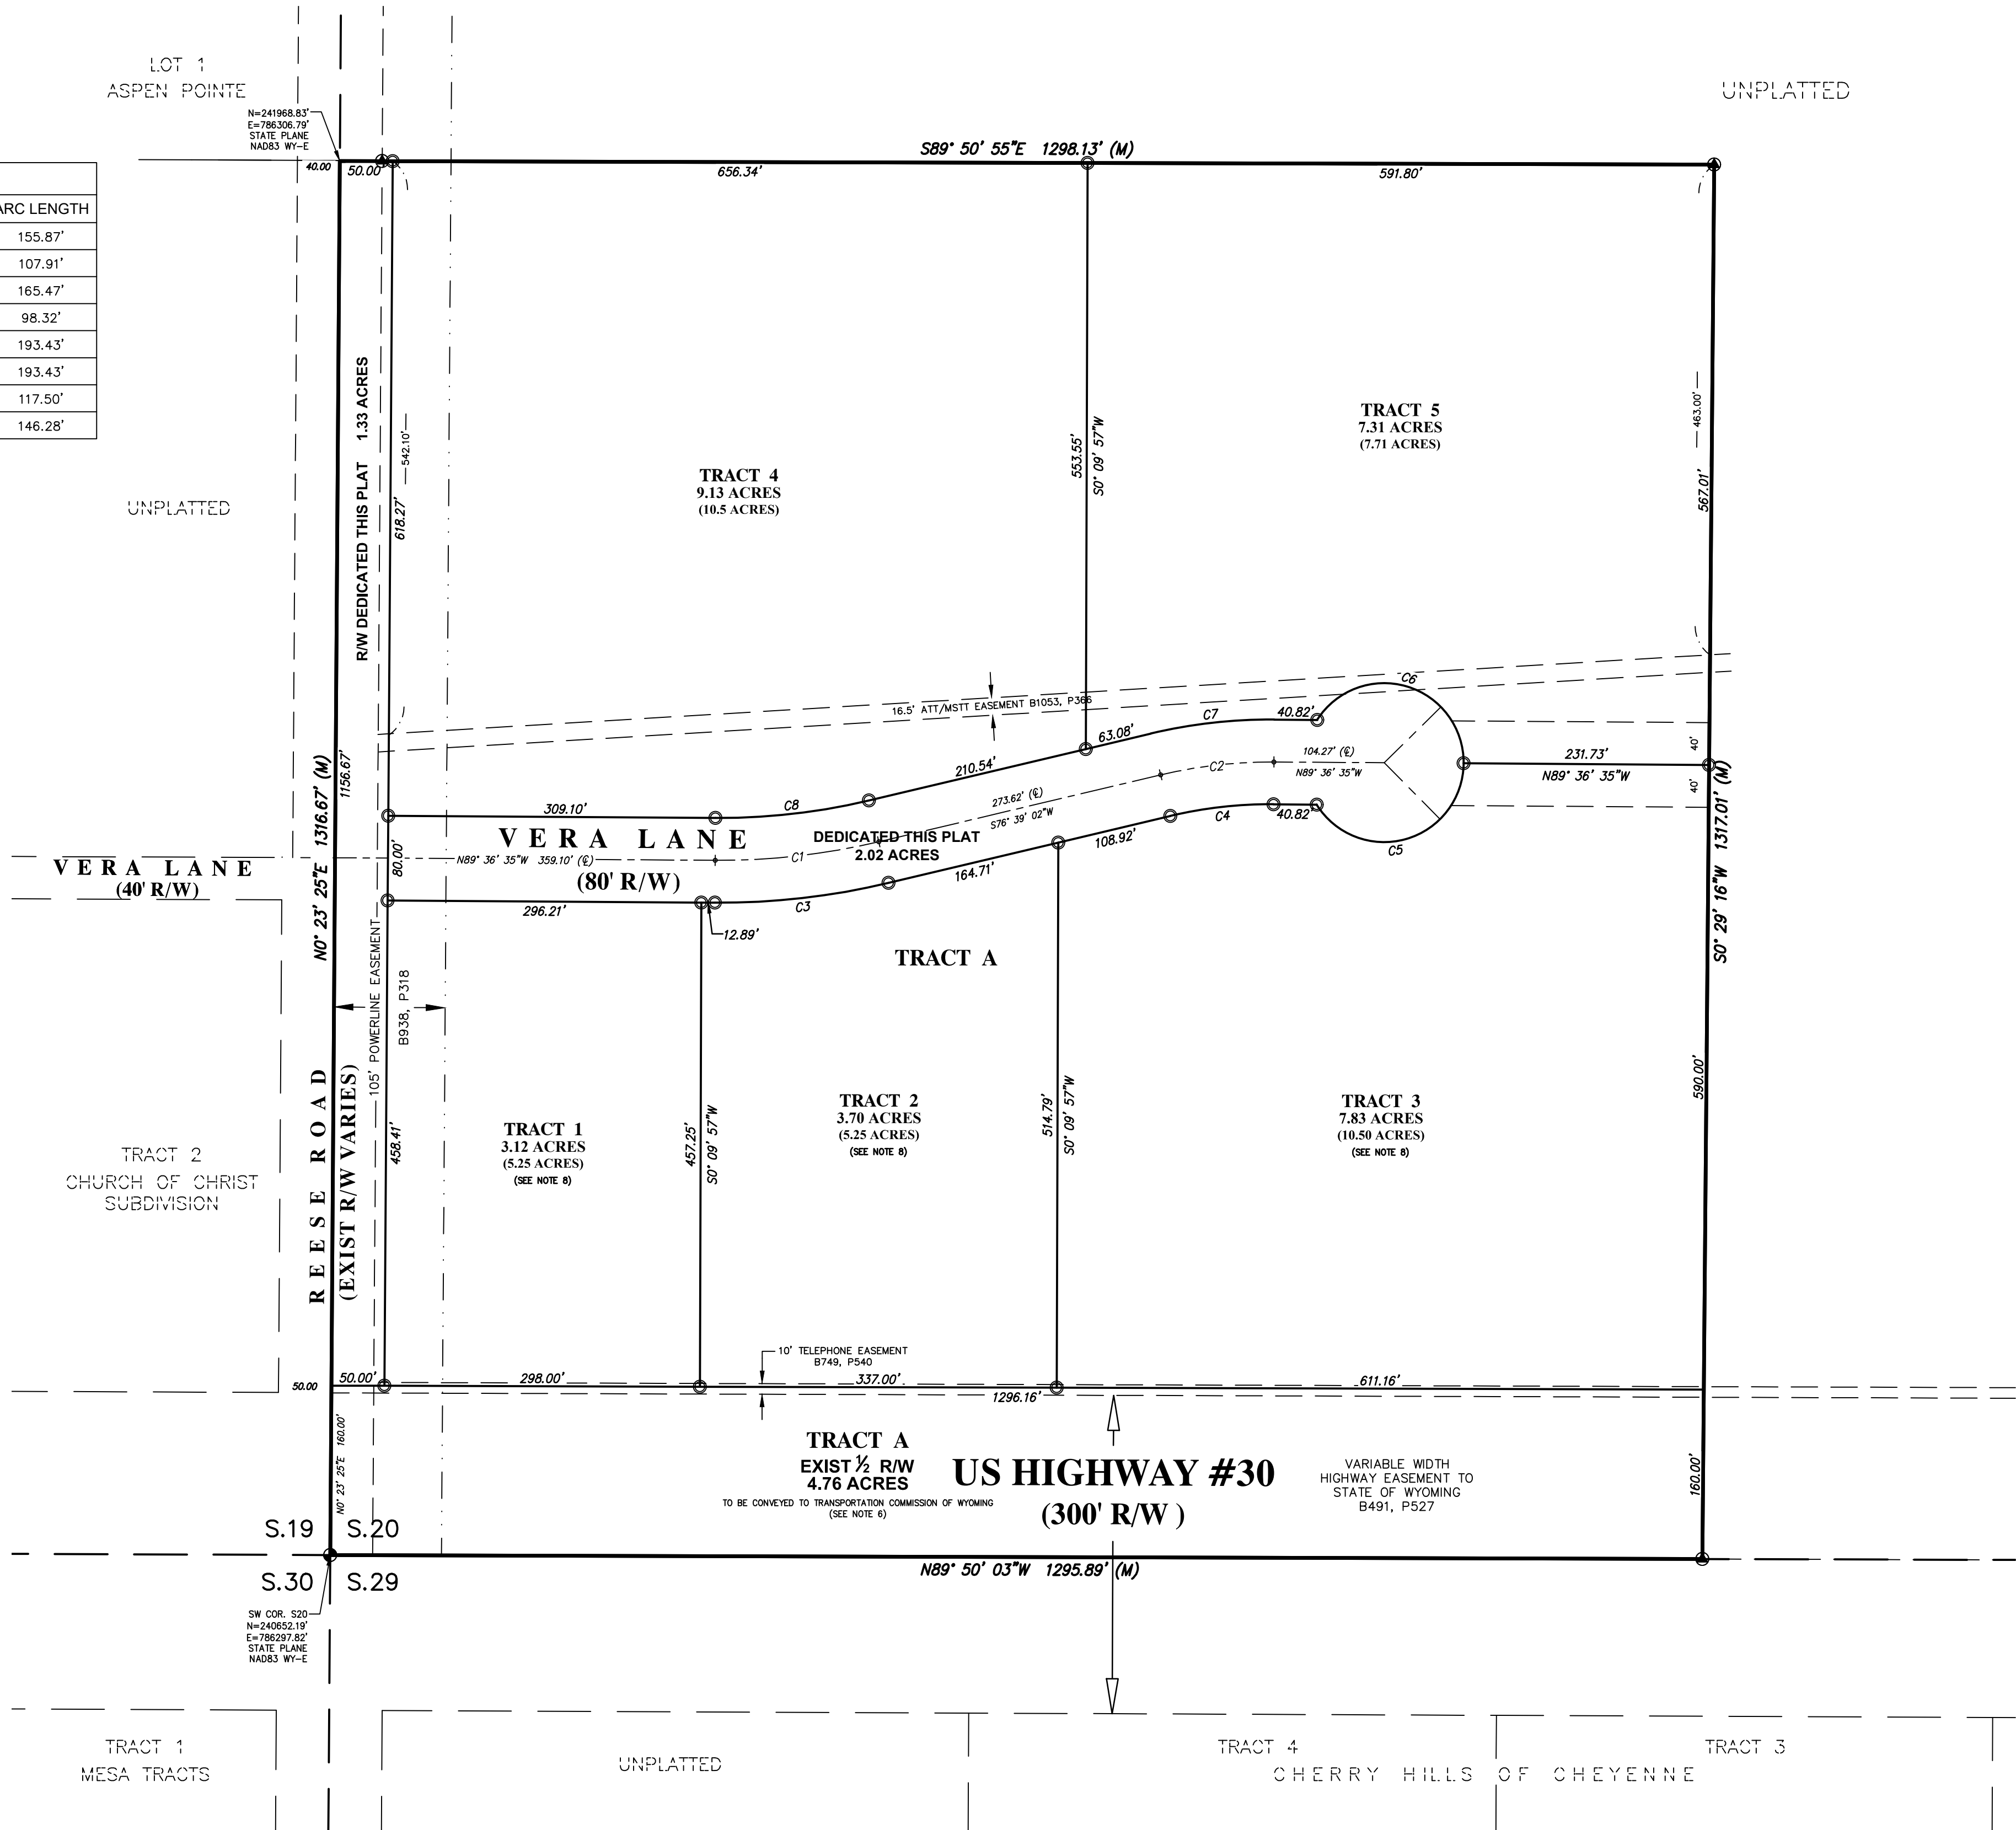 LOT 1
ASPEN POINTE
UNPLATTED
N=241968.83'
E=786306.79'
STATE PLANE
NAD83 WY-E
40.00
50.00'
S89° 50' 55"E 1298.13' (M)
656.34'
591.80'
ARC LENGTH
155.87'
107.91'
165.47'
98.32'
193.43'
193.43'
117.50'
146.28'
UNPLATTED
R/W DEDICATED THIS PLAT 1.33 ACRES
542.10'
618.27'
TRACT 4
9.13 ACRES
(10.5 ACRES)
553.55'
S0° 09' 57"W
TRACT 5
7.31 ACRES
(7.71 ACRES)
463.00'
567.01'
16.5' ATT/MSTT EASEMENT B1053, P366
N0° 23' 25"E 1316.67' (M)
1156.67'
309.10'
C8
210.54'
63.08'
C7
40.82'
C6
104.27' (℄)
N89° 36' 35"W
C2
231.73'
N89° 36' 35"W
40'
40'
S0° 29' 16"W 1317.01' (M)
273.62' (℄)
S76° 39' 02"W
VERA LANE
(40' R/W)
80.00'
N89° 36' 35"W 359.10' (℄)
VERA LANE
(80' R/W)
C1
DEDICATED THIS PLAT
2.02 ACRES
108.92'
C4
40.82'
C5
164.71'
C3
296.21'
12.89'
TRACT A
105' POWERLINE EASEMENT
B938, P318
REESE ROAD
(EXIST R/W VARIES)
458.41'
TRACT 1
3.12 ACRES
(5.25 ACRES)
(SEE NOTE 8)
457.25'
S0° 09' 57"W
TRACT 2
3.70 ACRES
(5.25 ACRES)
(SEE NOTE 8)
514.79'
S0° 09' 57"W
TRACT 3
7.83 ACRES
(10.50 ACRES)
(SEE NOTE 8)
590.00'
TRACT 2
CHURCH OF CHRIST
SUBDIVISION
10' TELEPHONE EASEMENT
B749, P540
50.00
50.00'
298.00'
337.00'
1296.16'
611.16'
N0° 23' 25"E 160.00'
TRACT A
EXIST ½ R/W
4.76 ACRES
TO BE CONVEYED TO TRANSPORTATION COMMISSION OF WYOMING
(SEE NOTE 6)
US HIGHWAY #30
(300' R/W )
VARIABLE WIDTH
HIGHWAY EASEMENT TO
STATE OF WYOMING
B491, P527
160.00'
S.19 S.20
S.30 S.29
N89° 50' 03"W 1295.89' (M)
SW COR. S20
N=240652.19'
E=786297.82'
STATE PLANE
NAD83 WY-E
TRACT 1
MESA TRACTS
UNPLATTED
TRACT 4
TRACT 3
CHERRY HILLS OF CHEYENNE